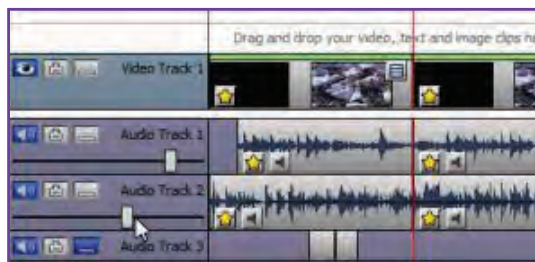 Drag and drop your video, text and image clips he
Video Track 1
Audio Track 1
Audio Track 2
Audio Track 3